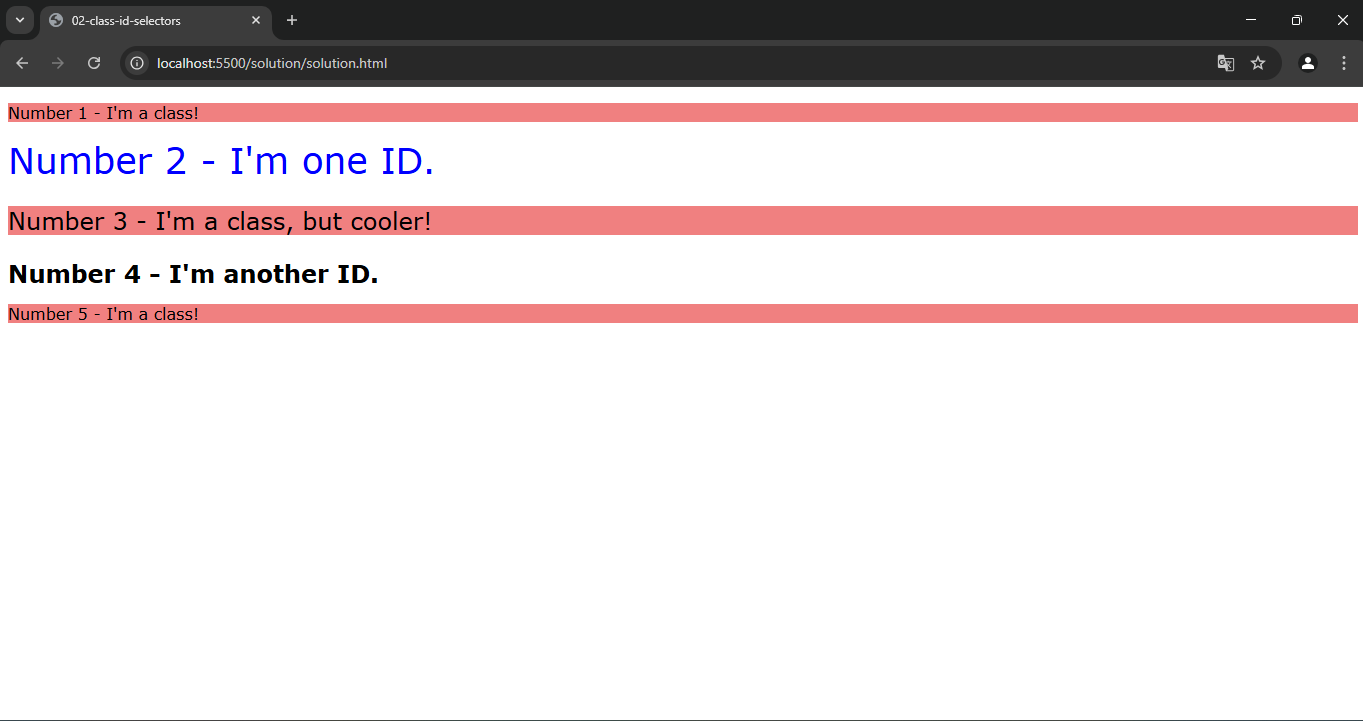 02-class-id-selectors
localhost:5500/solution/solution.html
Number 1 - I'm a class!
Number 2 - I'm one ID.
Number 3 - I'm a class, but cooler!
Number 4 - I'm another ID.
Number 5 - I'm a class!